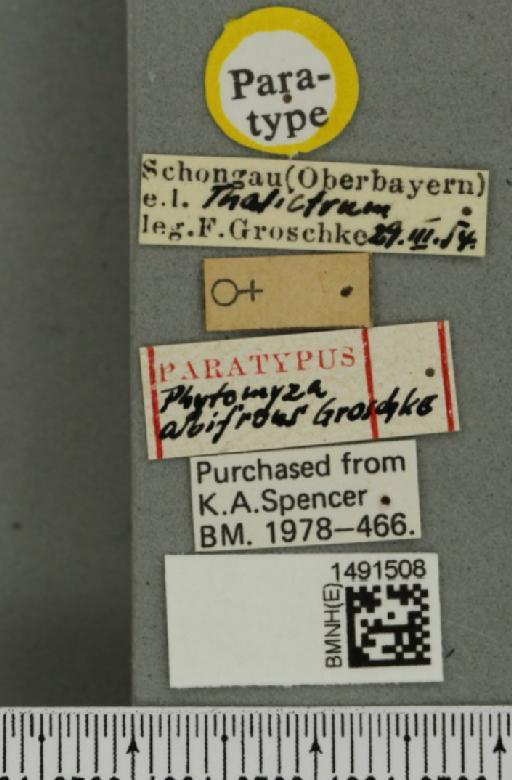 Para-
type
Schongau(Oberbayern)
e.l. Thalictrum
leg.F.Groschke 29.III.54.
♀
PARATYPUS
Phytomyza
albifrons Groschke
Purchased from
K.A.Spencer
BM. 1978–466.
1491508
BMNH(E)